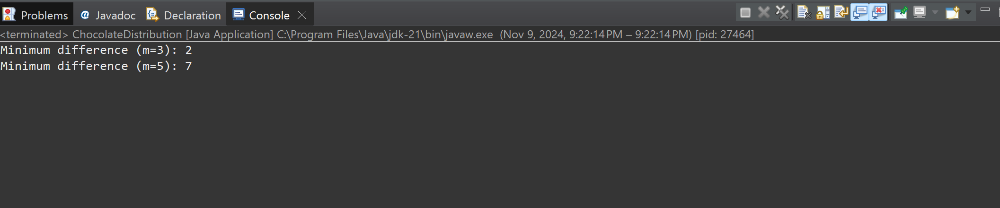 Problems @ Javadoc Declaration Console
<terminated> ChocolateDistribution [Java Application] C:\Program Files\Java\jdk-21\bin\javaw.exe (Nov 9, 2024, 9:22:14 PM – 9:22:14 PM) [pid: 27464]
Minimum difference (m=3): 2
Minimum difference (m=5): 7